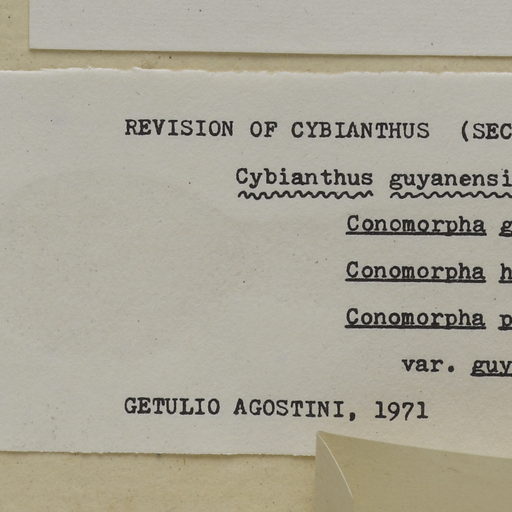 REVISION OF CYBIANTHUS (SEC
Cybianthus guyanensi
Conomorpha g
Conomorpha h
Conomorpha p
var. guy
GETULIO AGOSTINI, 1971